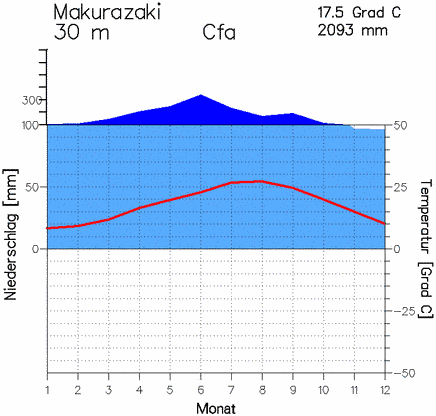 Makurazaki
30 m
Cfa
17.5 Grad C
2093 mm
300
100
50
0
50
25
0
−25
−50
Niederschlag [mm]
Temperatur [Grad C]
1 2 3 4 5 6 7 8 9 10 11 12
Monat